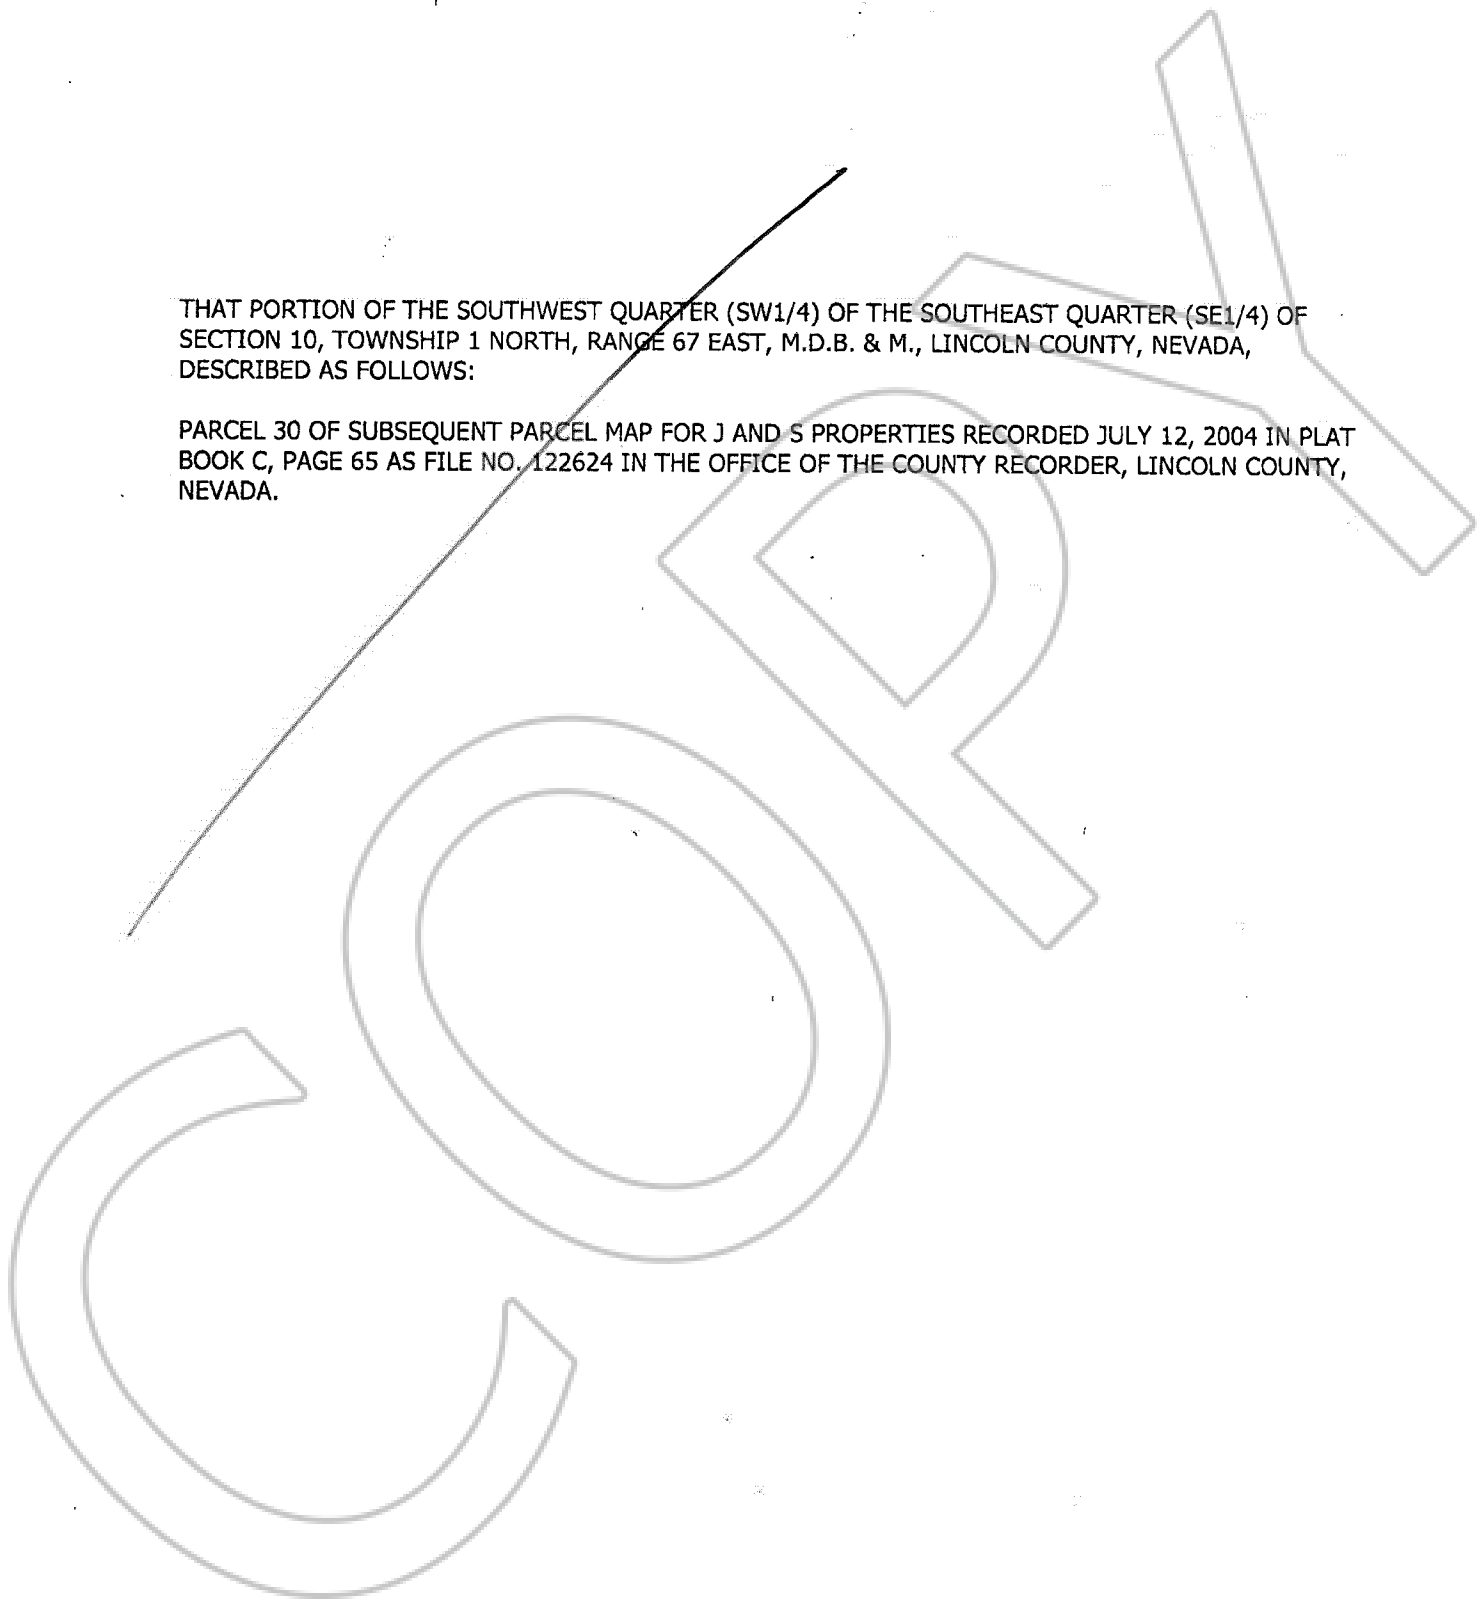 THAT PORTION OF THE SOUTHWEST QUARTER (SW1/4) OF THE SOUTHEAST QUARTER (SE1/4) OF
SECTION 10, TOWNSHIP 1 NORTH, RANGE 67 EAST, M.D.B. & M., LINCOLN COUNTY, NEVADA,
DESCRIBED AS FOLLOWS:
PARCEL 30 OF SUBSEQUENT PARCEL MAP FOR J AND S PROPERTIES RECORDED JULY 12, 2004 IN PLAT
BOOK C, PAGE 65 AS FILE NO. 122624 IN THE OFFICE OF THE COUNTY RECORDER, LINCOLN COUNTY,
NEVADA.
COPY